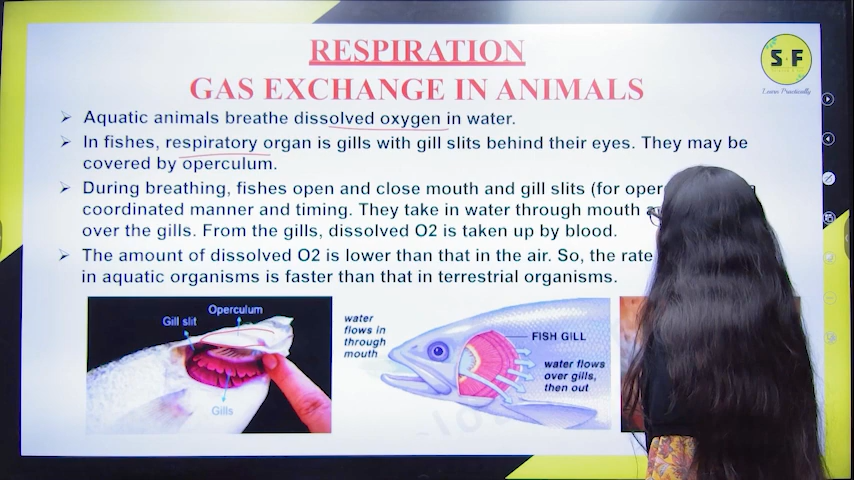 RESPIRATION
GAS EXCHANGE IN ANIMALS
S F
Learn Practically
➢ Aquatic animals breathe dissolved oxygen in water.
➢ In fishes, respiratory organ is gills with gill slits behind their eyes. They may be
covered by operculum.
➢ During breathing, fishes open and close mouth and gill slits (for oper
coordinated manner and timing. They take in water through mouth
over the gills. From the gills, dissolved O2 is taken up by blood.
➢ The amount of dissolved O2 is lower than that in the air. So, the rate
in aquatic organisms is faster than that in terrestrial organisms.
Operculum
Gill slit
Gills
water
flows in
through
mouth
FISH GILL
water flows
over gills,
then out